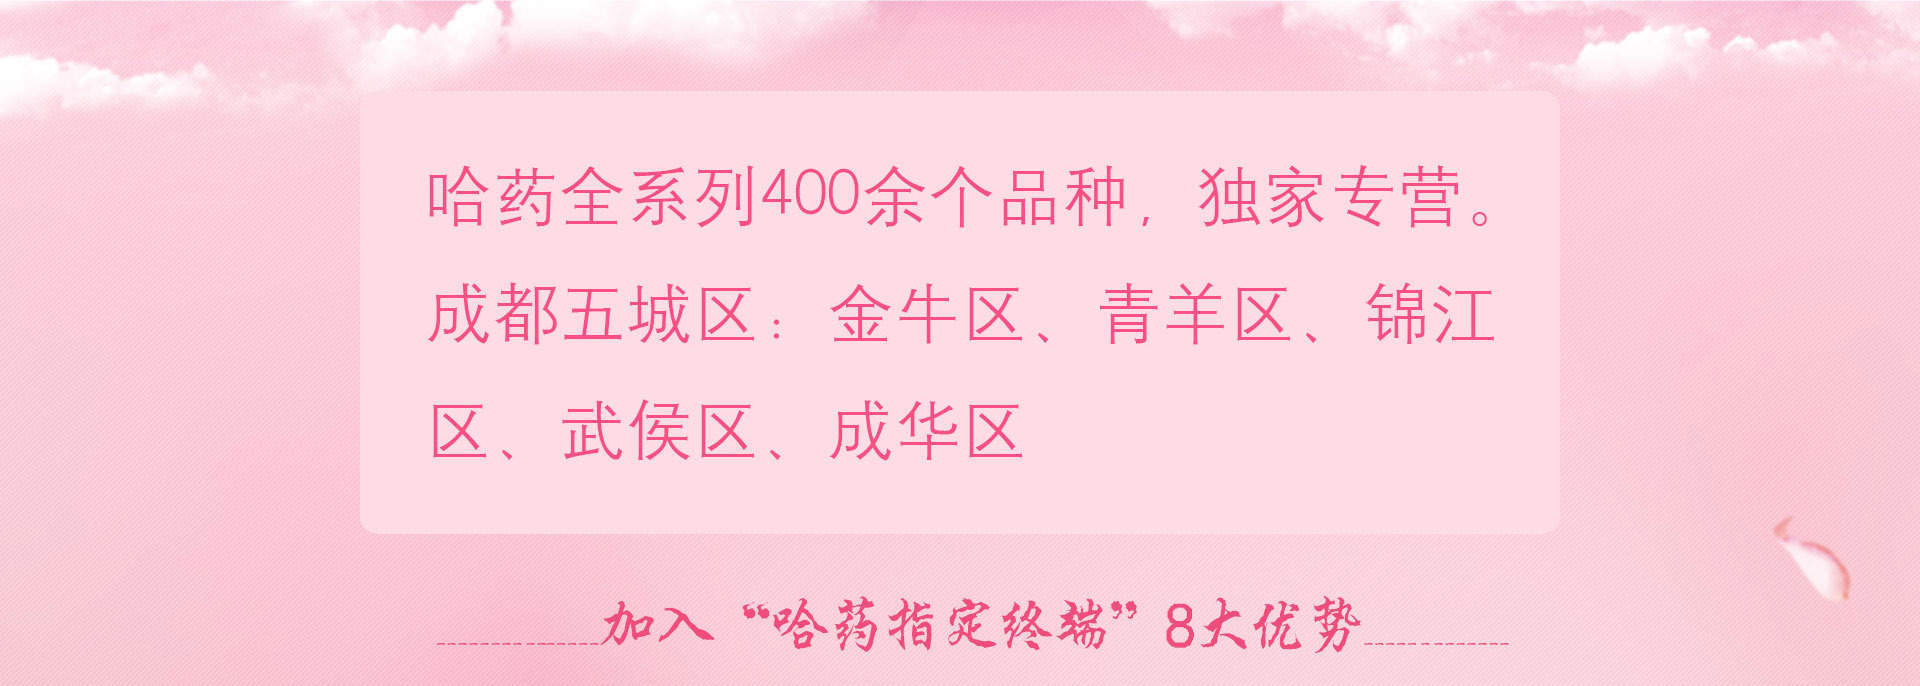 哈药全系列400余个品种，独家专营。
成都五城区：金牛区、青羊区、锦江
区、武侯区、成华区
加入“哈药指定终端”8大优势